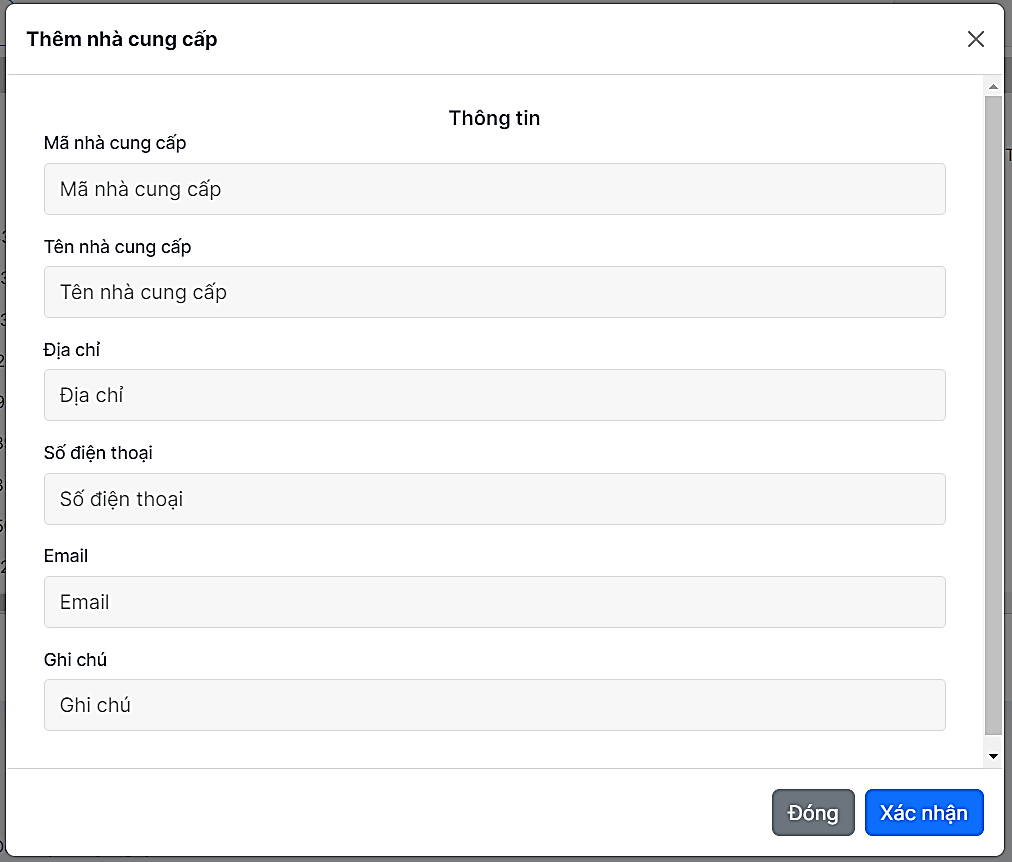 Thêm nhà cung cấp
Thông tin
Mã nhà cung cấp
Mã nhà cung cấp
Tên nhà cung cấp
Tên nhà cung cấp
Địa chỉ
Địa chỉ
Số điện thoại
Số điện thoại
Email
Email
Ghi chú
Ghi chú
Đóng
Xác nhận